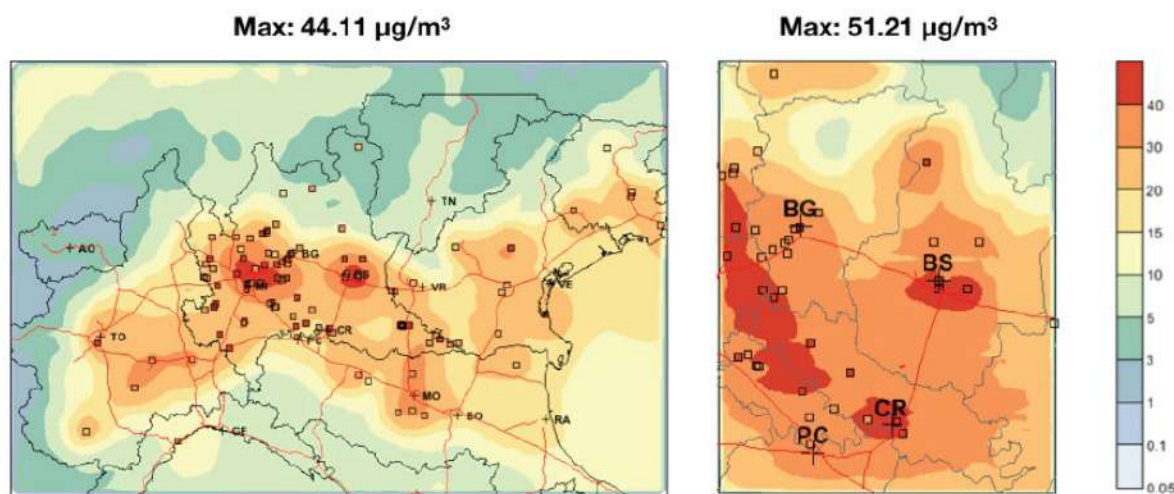 Max: 44.11 µg/m³
Max: 51.21 µg/m³
TN
AO
BG
BS
MI
VR
VE
TO
CR
PC
MO
BO
RA
GE
BG
BS
CR
PC
40
30
20
15
10
5
3
1
0.1
0.05